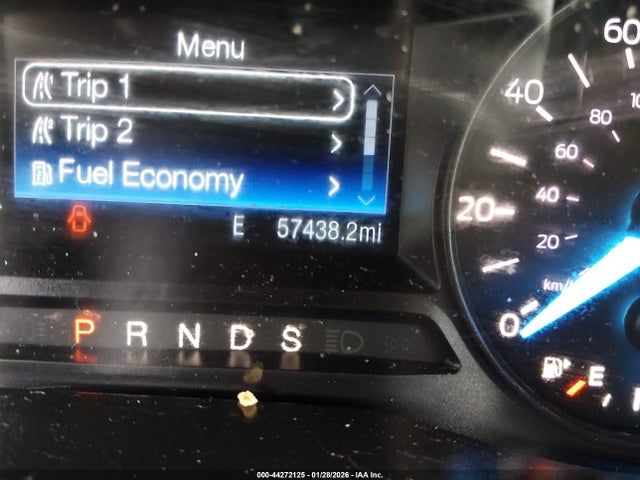 Menu
Trip 1
Trip 2
Fuel Economy
E 57438.2mi
P R N D S
60
40
20
0
80
60
40
20
km/
E
000-44272125 - 01/28/2026 - IAA Inc.